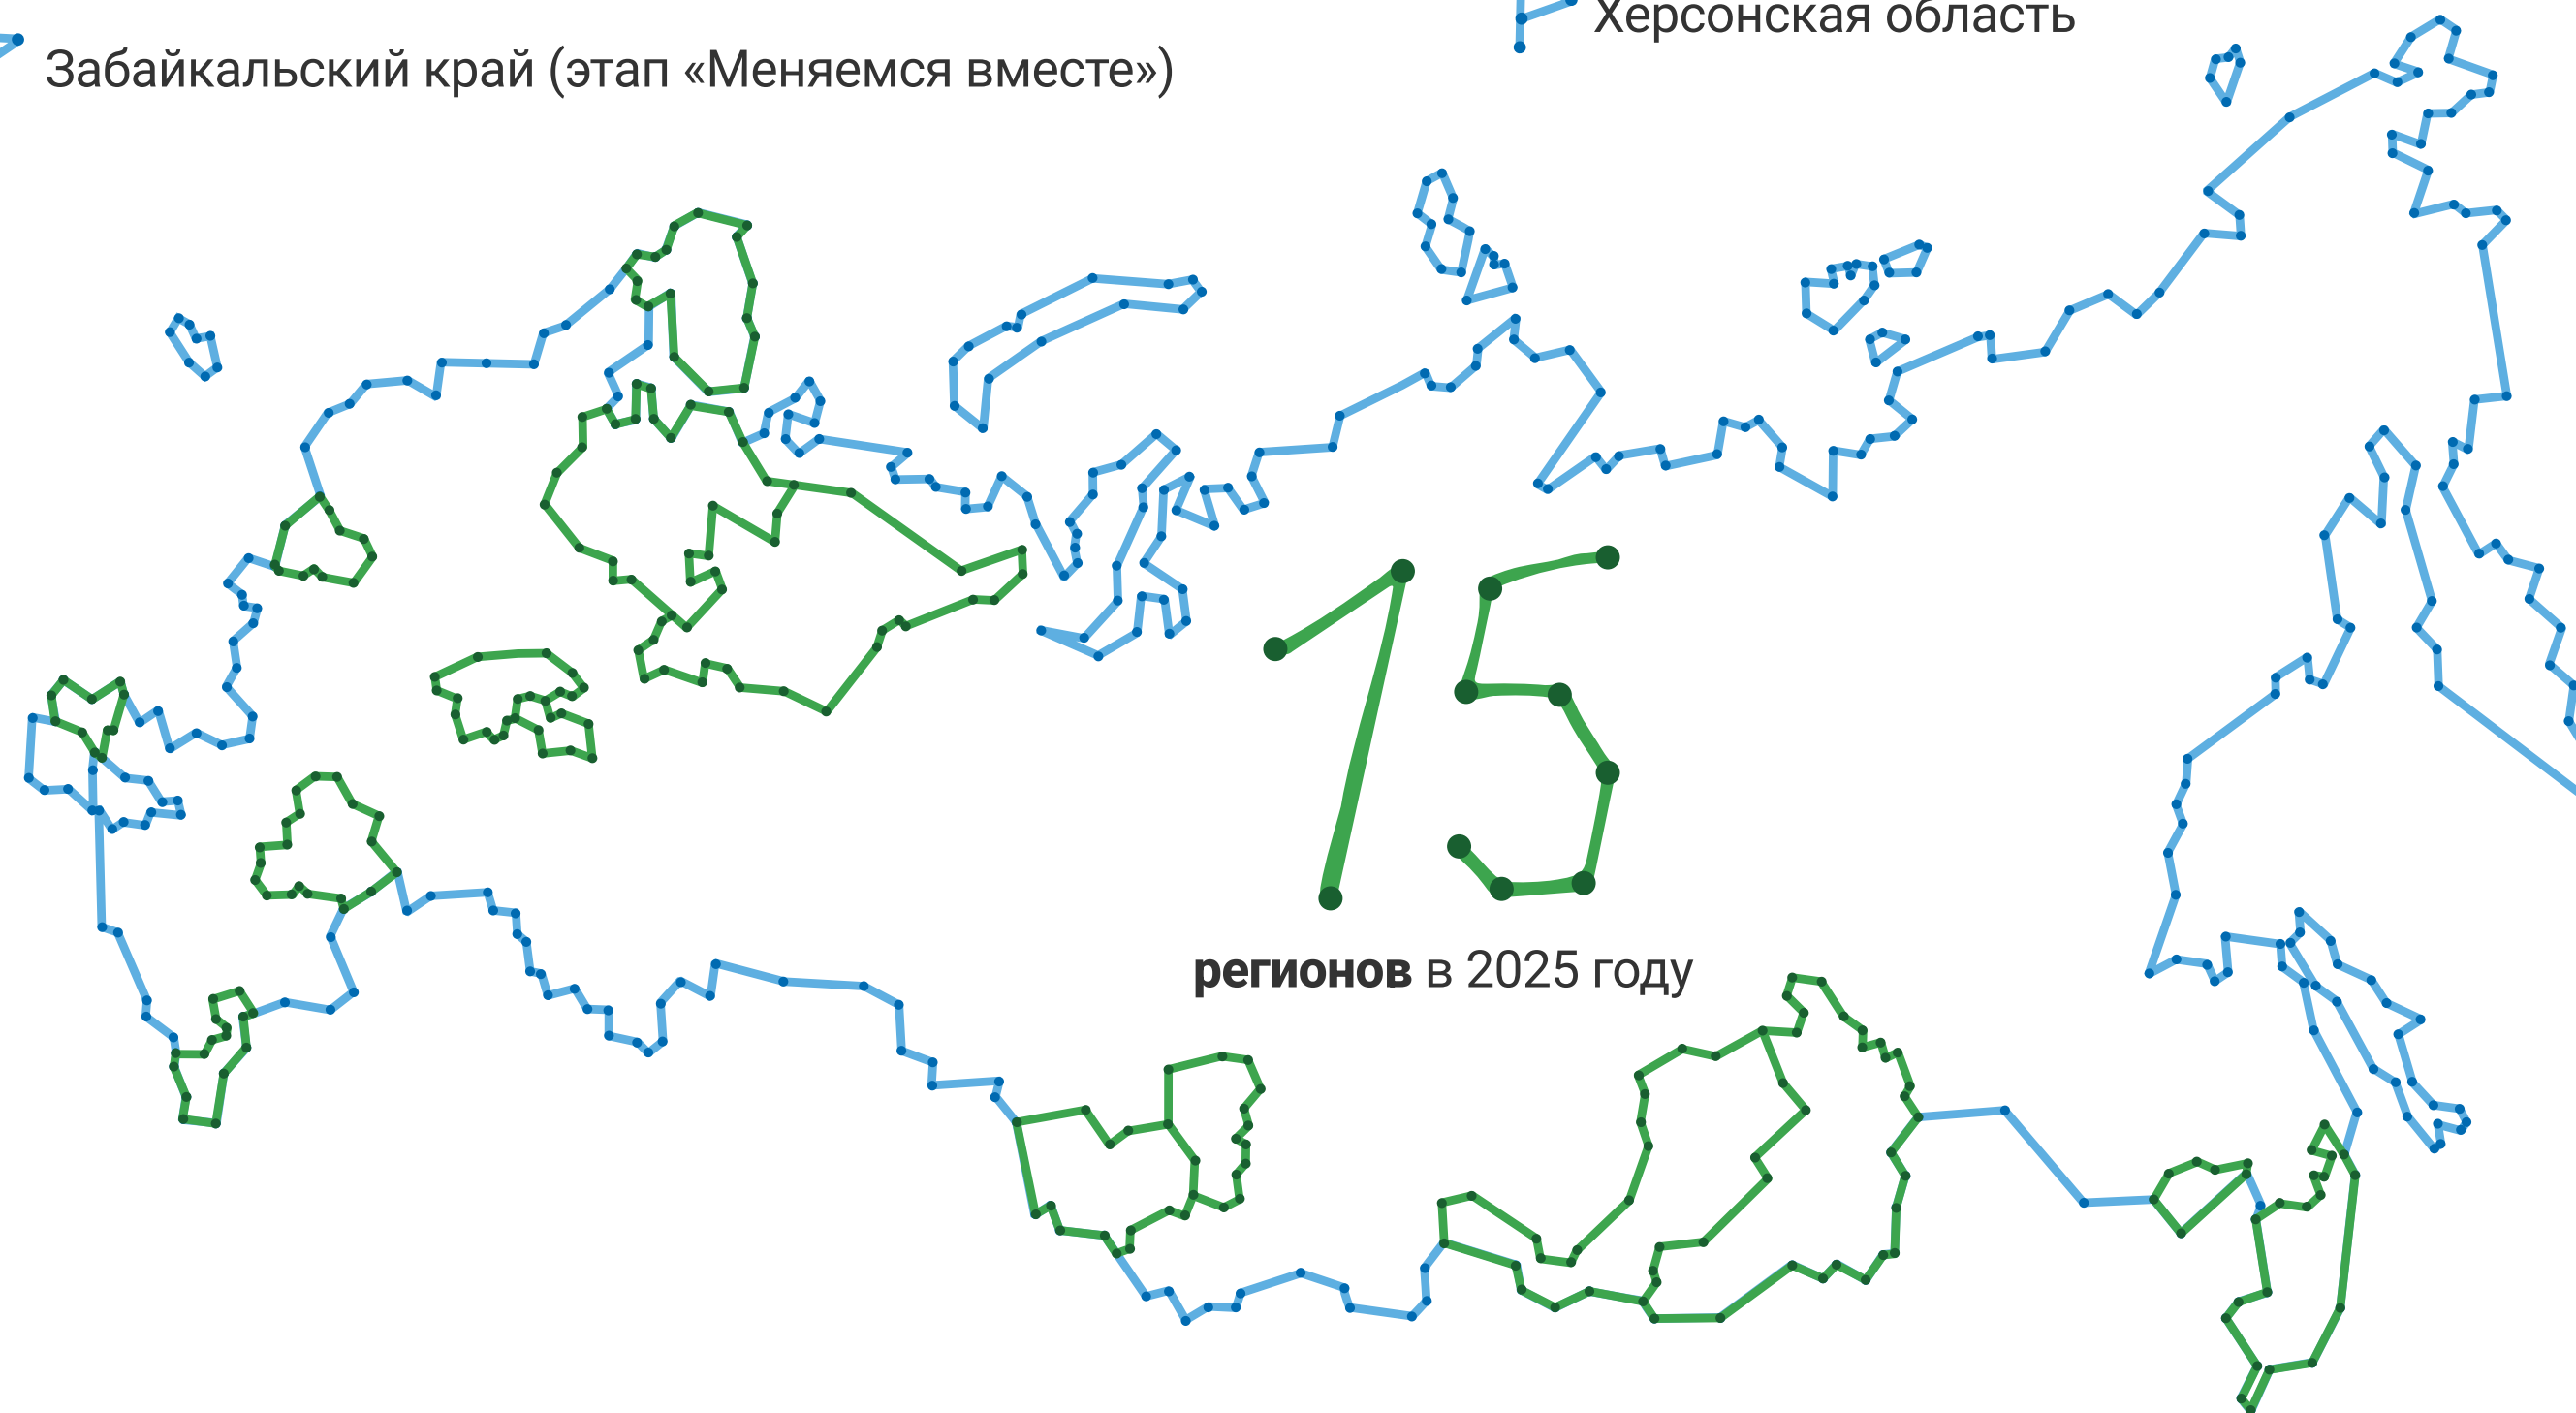 Херсонская область
Забайкальский край (этап «Меняемся вместе»)
15
регионов в 2025 году